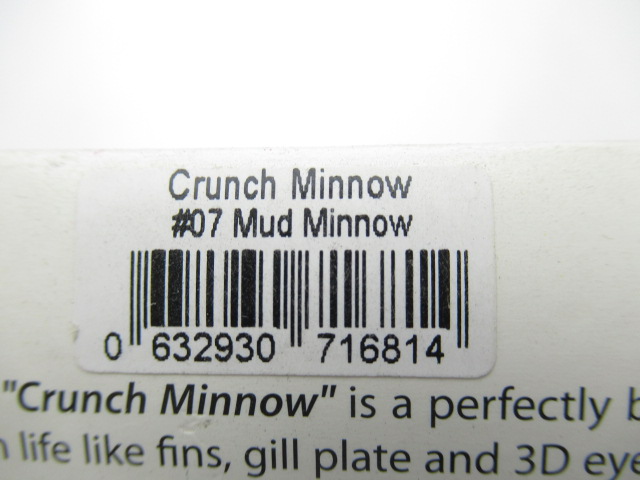 Crunch Minnow
#07 Mud Minnow
0 632930 716814
"Crunch Minnow" is a perfectly
life like fins, gill plate and 3D